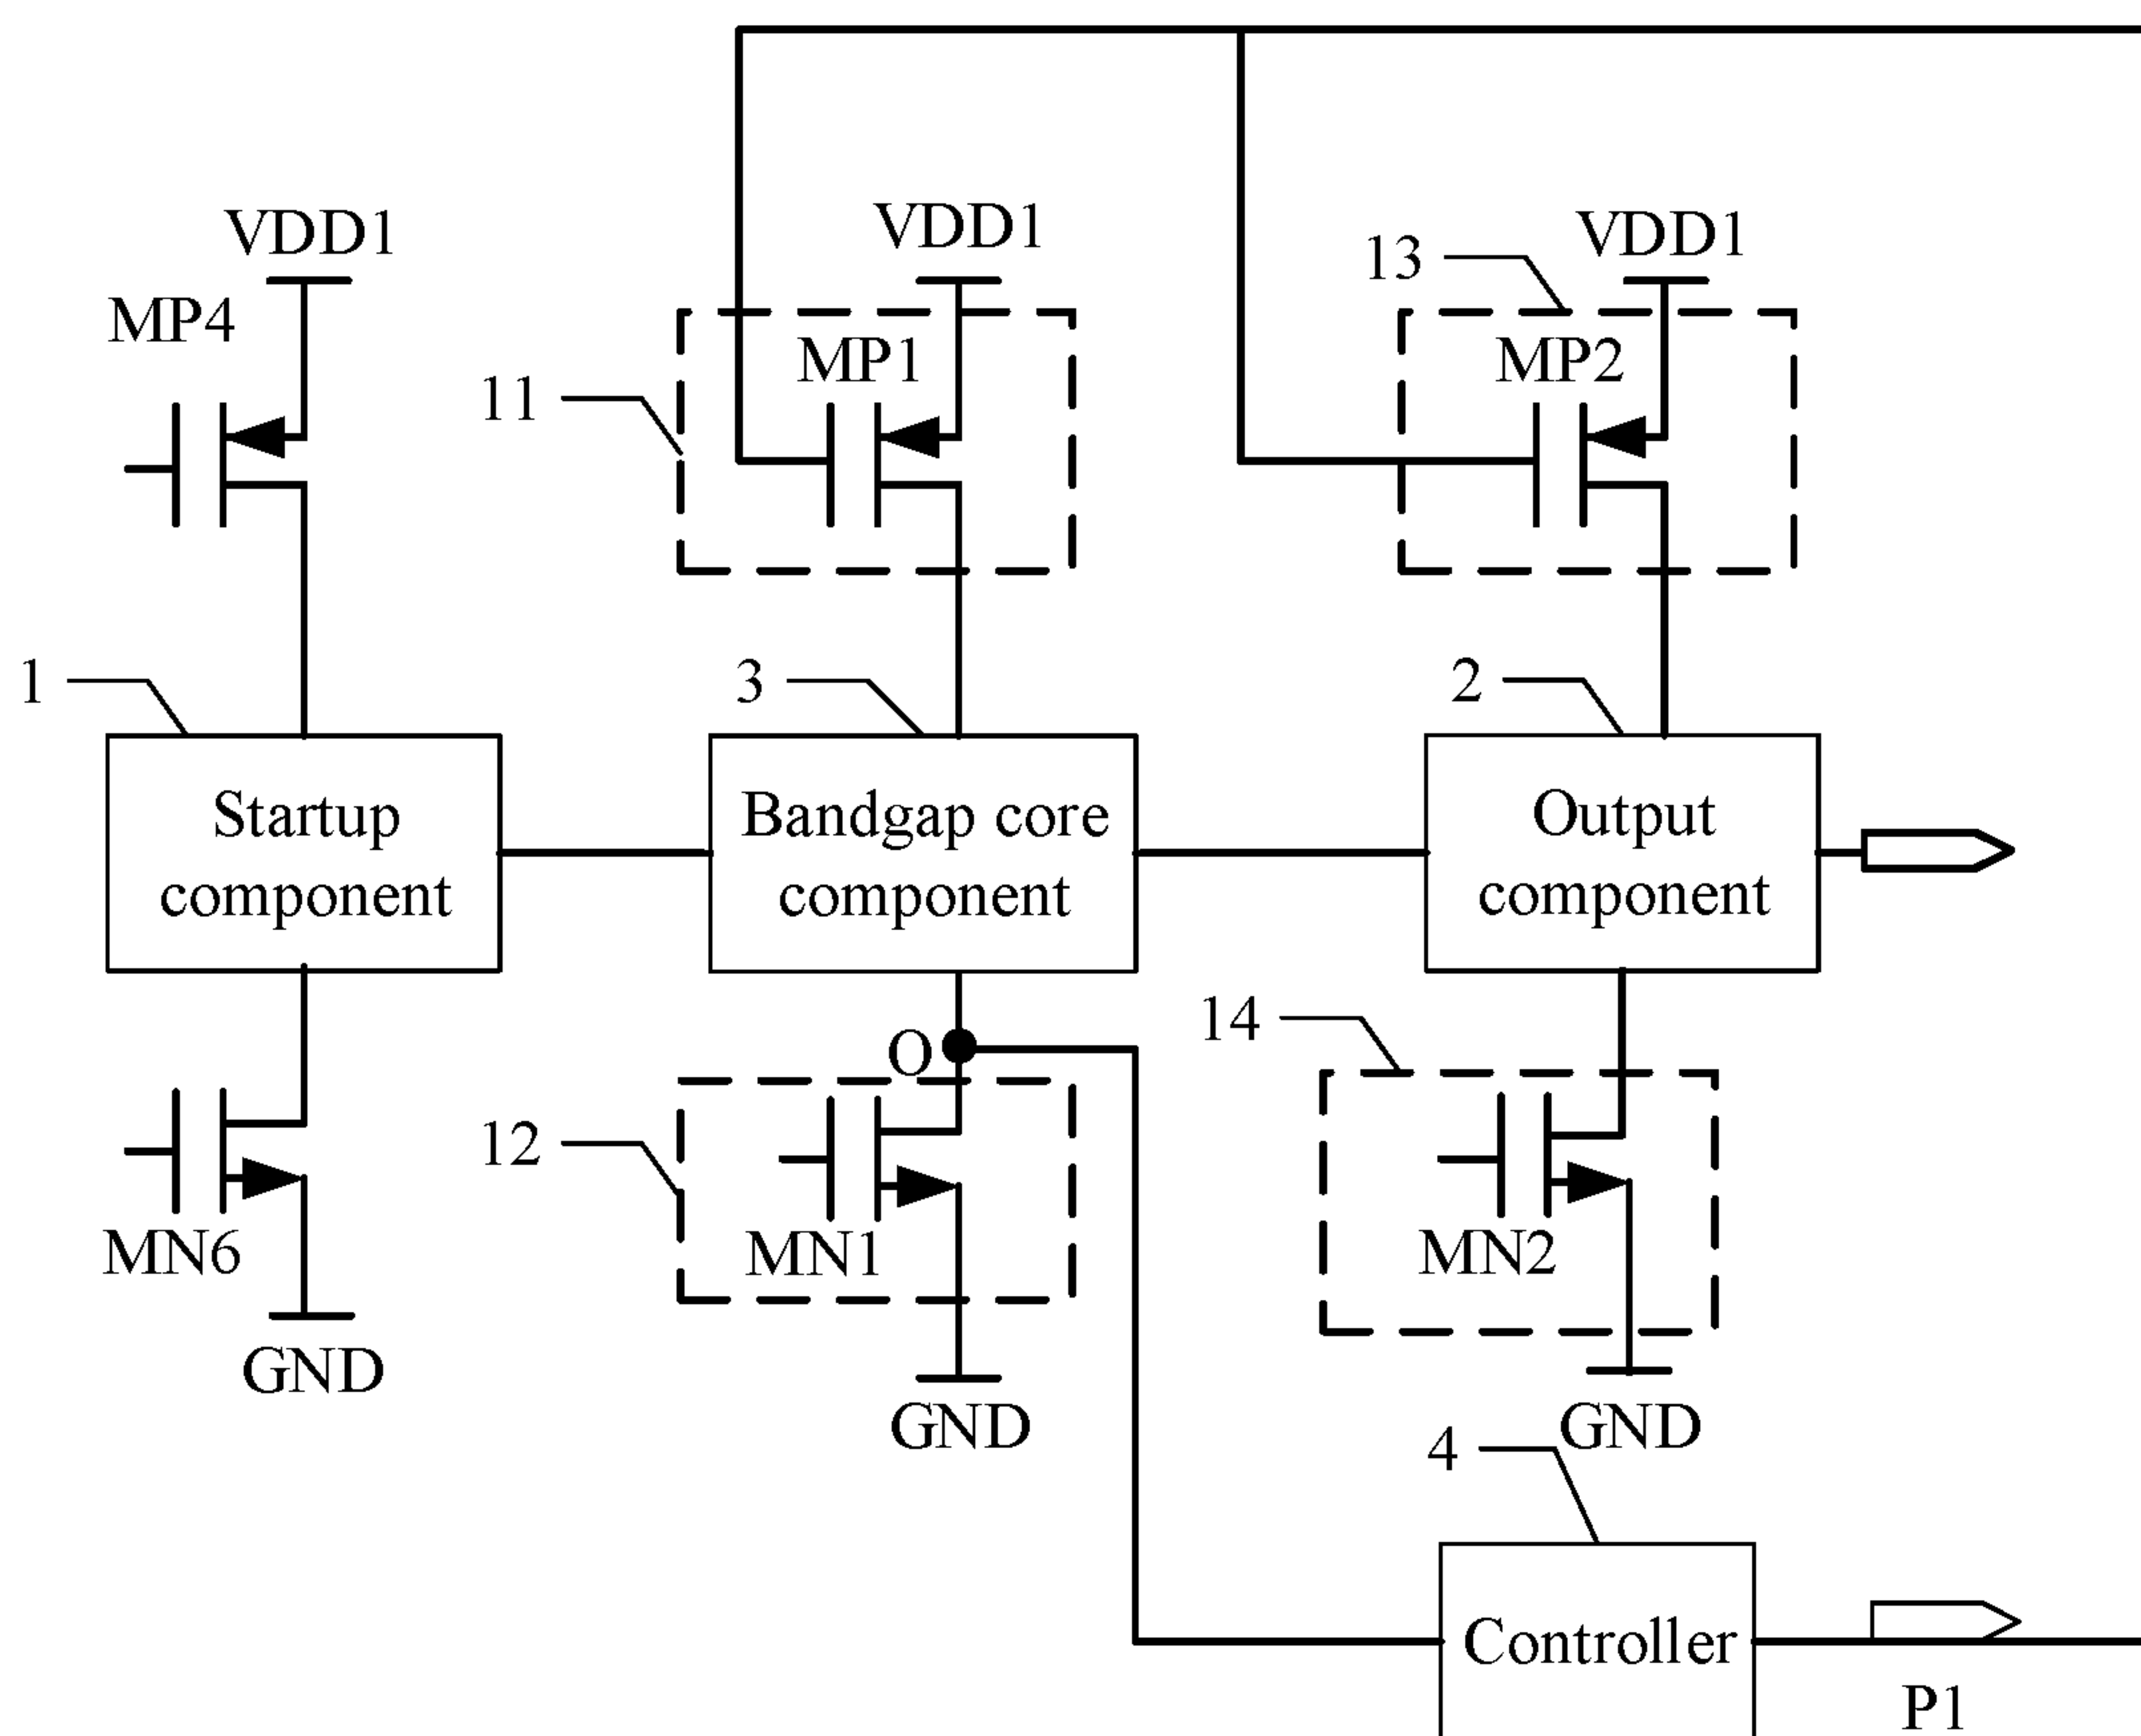 VDD1
VDD1
VDD1
13
MP4
MP1
MP2
11
1
3
2
Startup
component
Bandgap core
component
Output
component
O
14
12
MN6
MN1
MN2
GND
GND
GND
4
Controller
P1